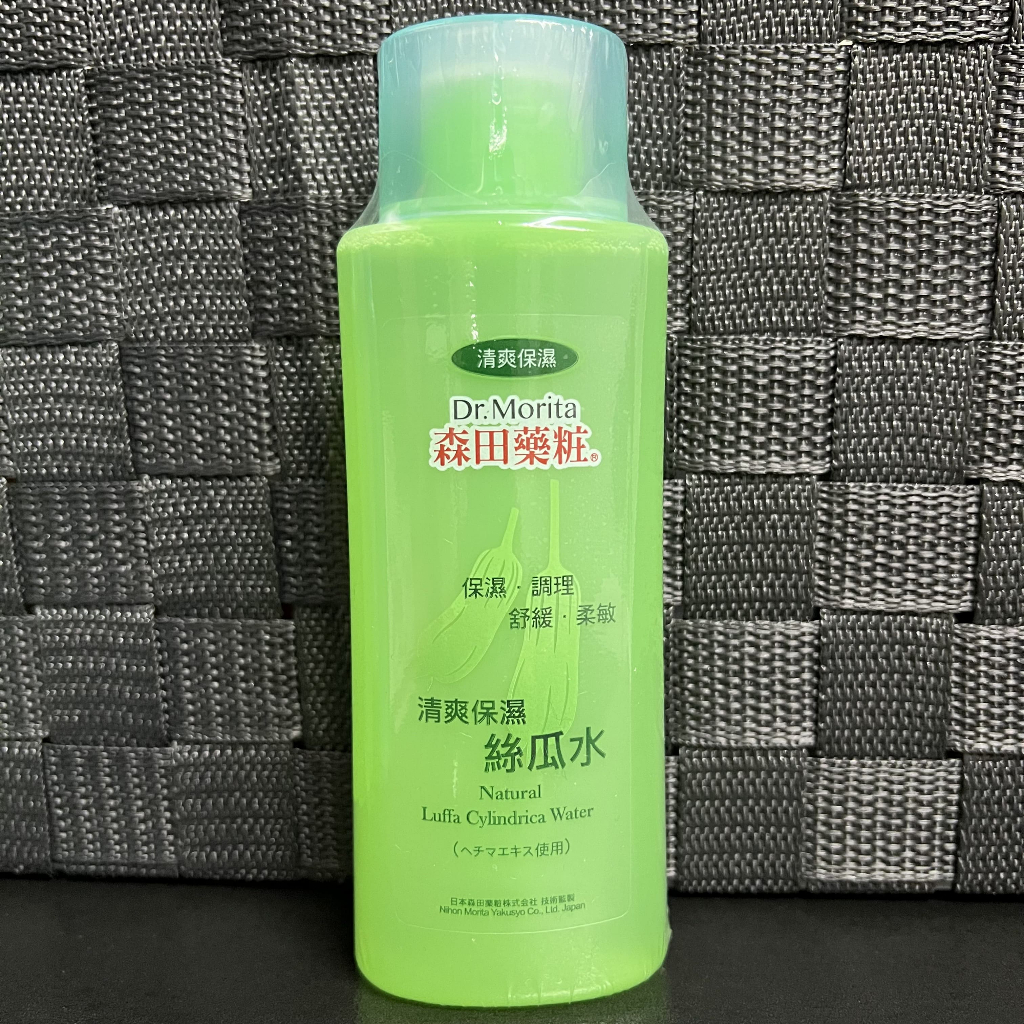 清爽保濕
Dr.Morita
森田藥粧®
保濕・調理
舒緩・柔敏
清爽保濕
絲瓜水
Natural
Luffa Cylindrica Water
(ヘチマエキス使用)
日本森田藥粧株式会社 技術監製
Nihon Morita Yakusyo Co., Ltd. Japan